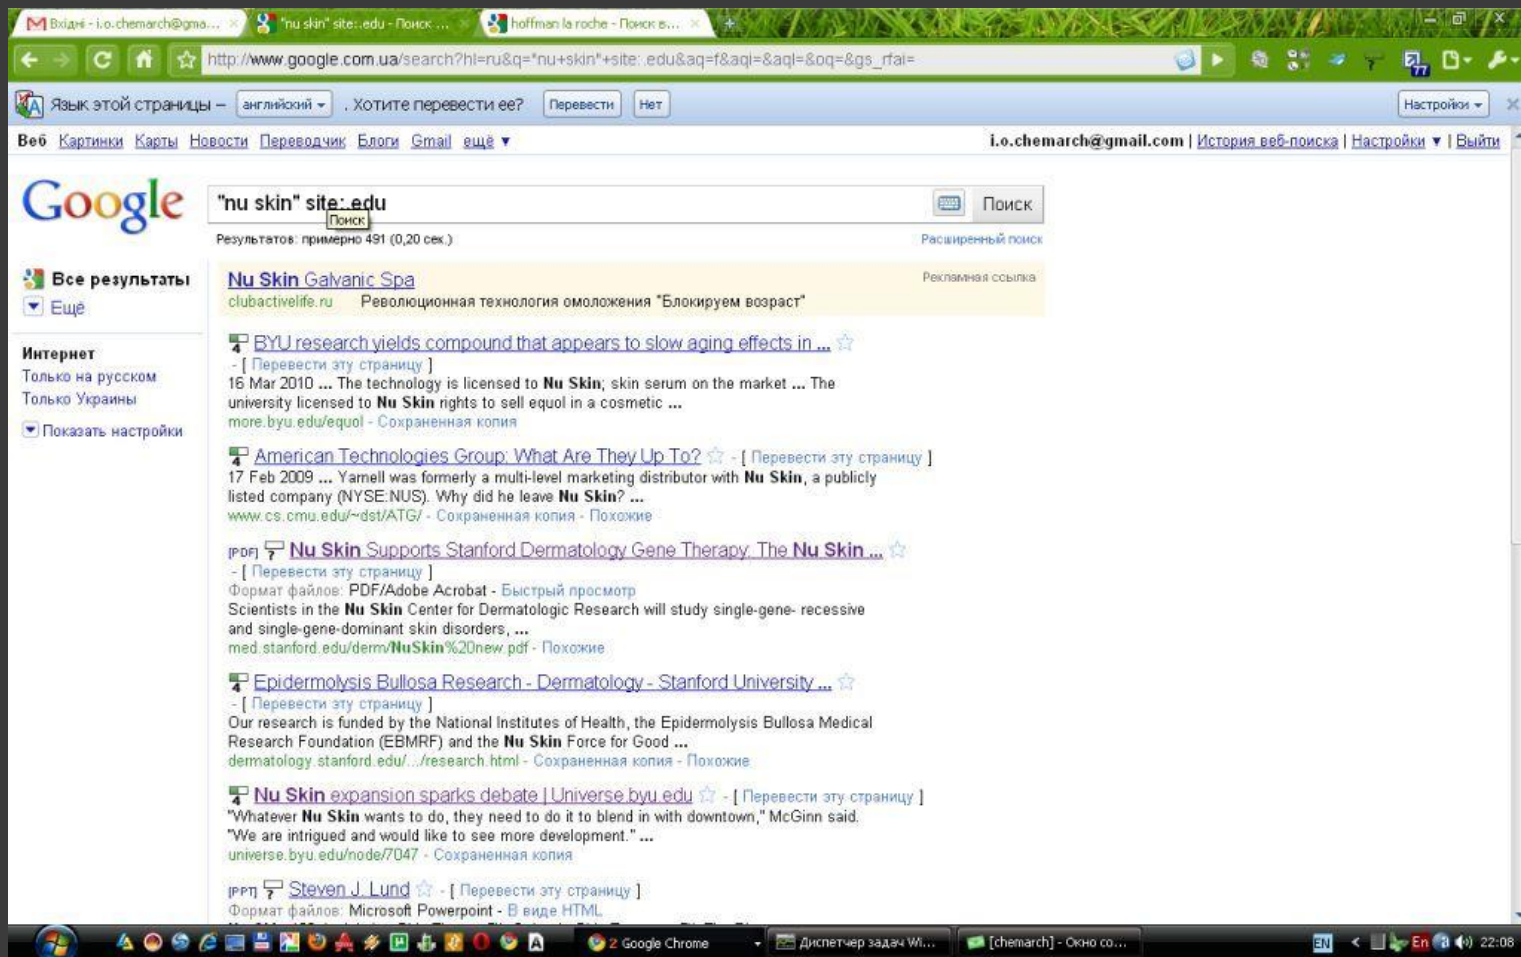 Вхідні - i.o.chemarch@gma...
"nu skin" site:.edu - Поиск ...
hoffman la roche - Поиск в...
http://www.google.com.ua/search?hl=ru&q="nu+skin"+site:.edu&aq=f&aqi=&aql=&oq=&gs_rfai=
77
Язык этой страницы – английский . Хотите перевести ее? Перевести Нет Настройки
Веб Картинки Карты Новости Переводчик Блоги Gmail ещё ▼
i.o.chemarch@gmail.com | История веб-поиска | Настройки ▼ | Выйти
Google
"nu skin" site:.edu
Поиск
Поиск
Результатов: примерно 491 (0,20 сек.)
Расширенный поиск
Все результаты
Ещё
Интернет
Только на русском
Только Украины
Показать настройки
Nu Skin Galvanic Spa
Рекламная ссылка
clubactivelife.ru Революционная технология омоложения "Блокируем возраст"
4 BYU research yields compound that appears to slow aging effects in ...
- [ Перевести эту страницу ]
16 Mar 2010 ... The technology is licensed to Nu Skin; skin serum on the market ... The
university licensed to Nu Skin rights to sell equol in a cosmetic ...
more.byu.edu/equol - Сохраненная копия
4 American Technologies Group: What Are They Up To? - [ Перевести эту страницу ]
17 Feb 2009 ... Yarnell was formerly a multi-level marketing distributor with Nu Skin, a publicly
listed company (NYSE:NUS). Why did he leave Nu Skin? ...
www.cs.cmu.edu/~dst/ATG/ - Сохраненная копия - Похожие
[PDF] ? Nu Skin Supports Stanford Dermatology Gene Therapy: The Nu Skin ...
- [ Перевести эту страницу ]
Формат файлов: PDF/Adobe Acrobat - Быстрый просмотр
Scientists in the Nu Skin Center for Dermatologic Research will study single-gene- recessive
and single-gene-dominant skin disorders, ...
med.stanford.edu/derm/NuSkin%20new.pdf - Похожие
4 Epidermolysis Bullosa Research - Dermatology - Stanford University ...
- [ Перевести эту страницу ]
Our research is funded by the National Institutes of Health, the Epidermolysis Bullosa Medical
Research Foundation (EBMRF) and the Nu Skin Force for Good ...
dermatology.stanford.edu/.../research.html - Сохраненная копия - Похожие
4 Nu Skin expansion sparks debate | Universe.byu.edu - [ Перевести эту страницу ]
"Whatever Nu Skin wants to do, they need to do it to blend in with downtown," McGinn said.
"We are intrigued and would like to see more development." ...
universe.byu.edu/node/7047 - Сохраненная копия
[PPT] ? Steven J. Lund - [ Перевести эту страницу ]
Формат файлов: Microsoft Powerpoint - В виде HTML
2 Google Chrome
Диспетчер задач Wi...
[chemarch] - Окно со...
EN
En
22:08